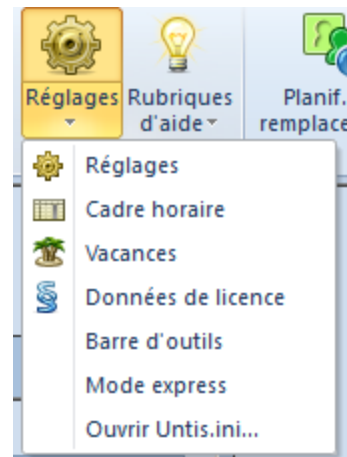 Réglages Rubriques Planif.
d'aide remplace
Réglages
Cadre horaire
Vacances
Données de licence
Barre d'outils
Mode express
Ouvrir Untis.ini...